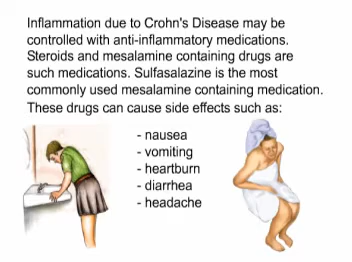 Inflammation due to Crohn's Disease may be
controlled with anti-inflammatory medications.
Steroids and mesalamine containing drugs are
such medications. Sulfasalazine is the most
commonly used mesalamine containing medication.
These drugs can cause side effects such as:
- nausea
- vomiting
- heartburn
- diarrhea
- headache